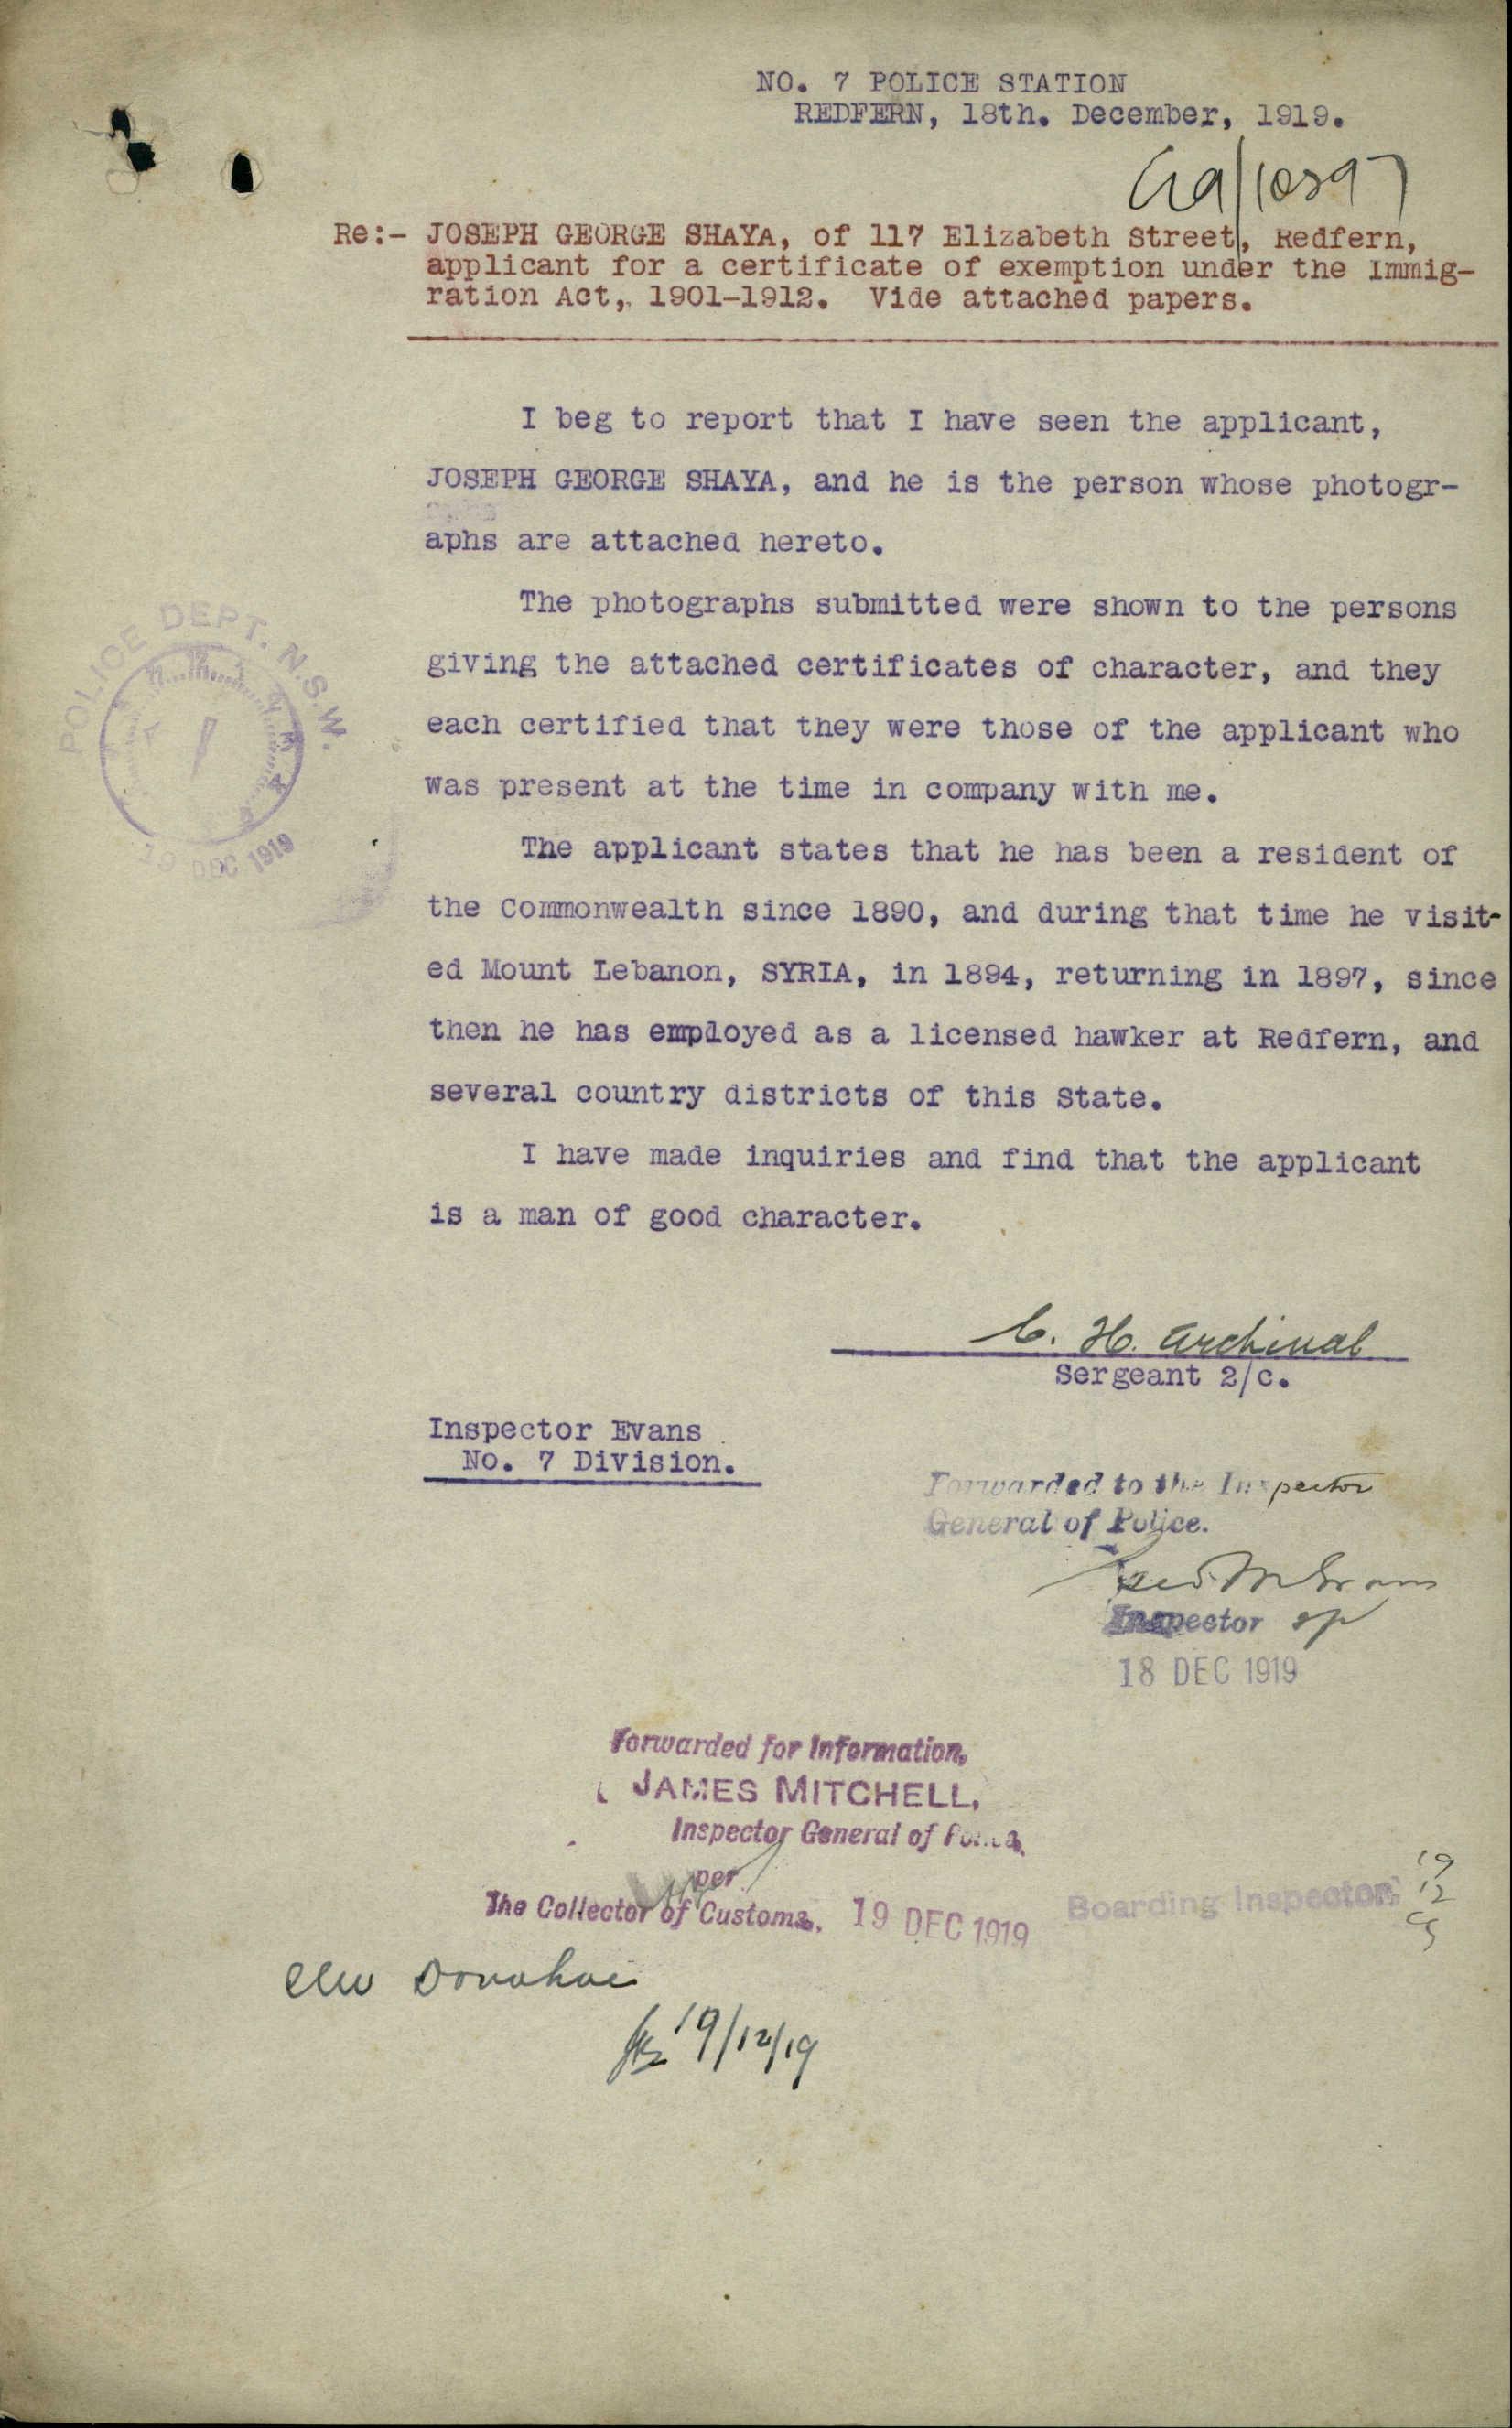 NO. 7 POLICE STATION
REDFERN, 18th. December, 1919.
Re:- JOSEPH GEORGE SHAYA, of 117 Elizabeth Street, Redfern,
applicant for a certificate of exemption under the Immig-
ration Act, 1901-1912. Vide attached papers.
I beg to report that I have seen the applicant,
JOSEPH GEORGE SHAYA, and he is the person whose photogr-
aphs are attached hereto.
The photographs submitted were shown to the persons
giving the attached certificates of character, and they
each certified that they were those of the applicant who
was present at the time in company with me.
The applicant states that he has been a resident of
the Commonwealth since 1890, and during that time he visit-
ed Mount Lebanon, SYRIA, in 1894, returning in 1897, since
then he has employed as a licensed hawker at Redfern, and
several country districts of this State.
I have made inquiries and find that the applicant
is a man of good character.
POLICE DEPT. N.S.W.
DEC 1919
C. H. Archinal
Sergeant 2/c.
Inspector Evans
No. 7 Division.
Forwarded to the Inspector
General of Police.
Inspector
18 DEC 1919
Forwarded for Information,
JAMES MITCHELL,
Inspector General of Police,
per
The Collector of Customs. 19 DEC 1919
Boarding Inspector
19
12
19
Donohoe
19/12/19